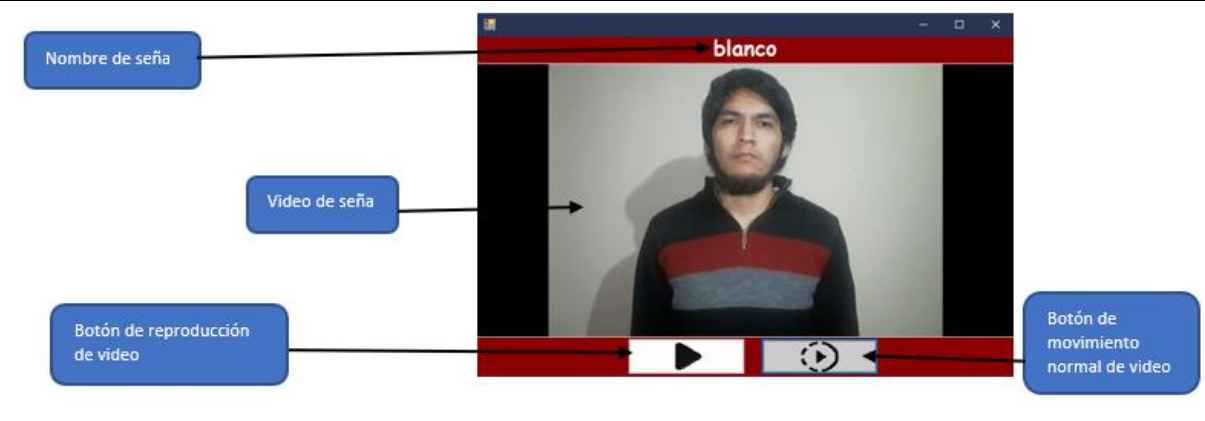 blanco
Nombre de seña
Video de seña
Botón de reproducción
de video
Botón de
movimiento
normal de video